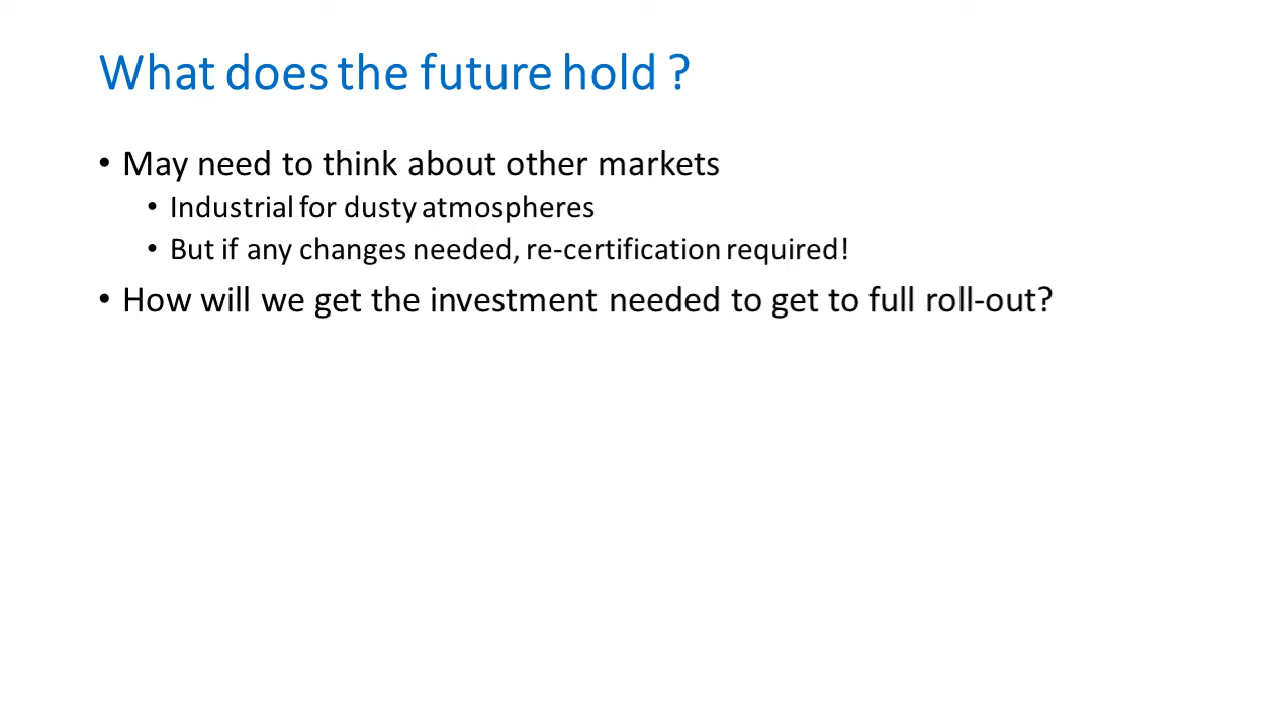 What does the future hold ?
• May need to think about other markets
• Industrial for dusty atmospheres
• But if any changes needed, re-certification required!
• How will we get the investment needed to get to full roll-out?